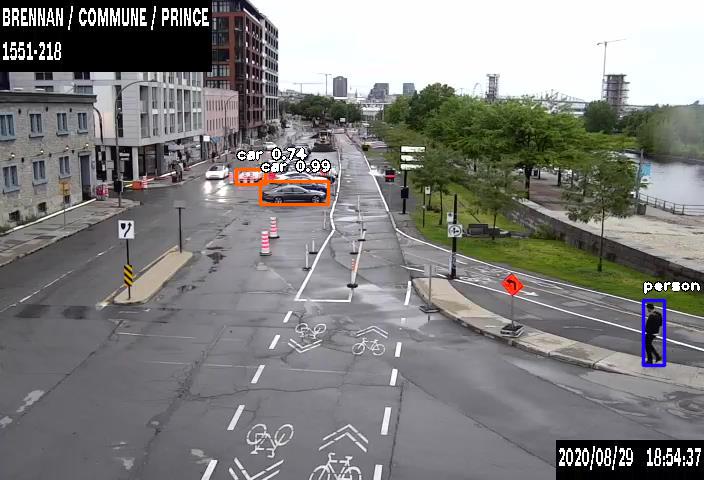 BRENNAN / COMMUNE / PRINCE
1551-218
car 0.74
car 0.99
person
2020/08/29 18:54:37